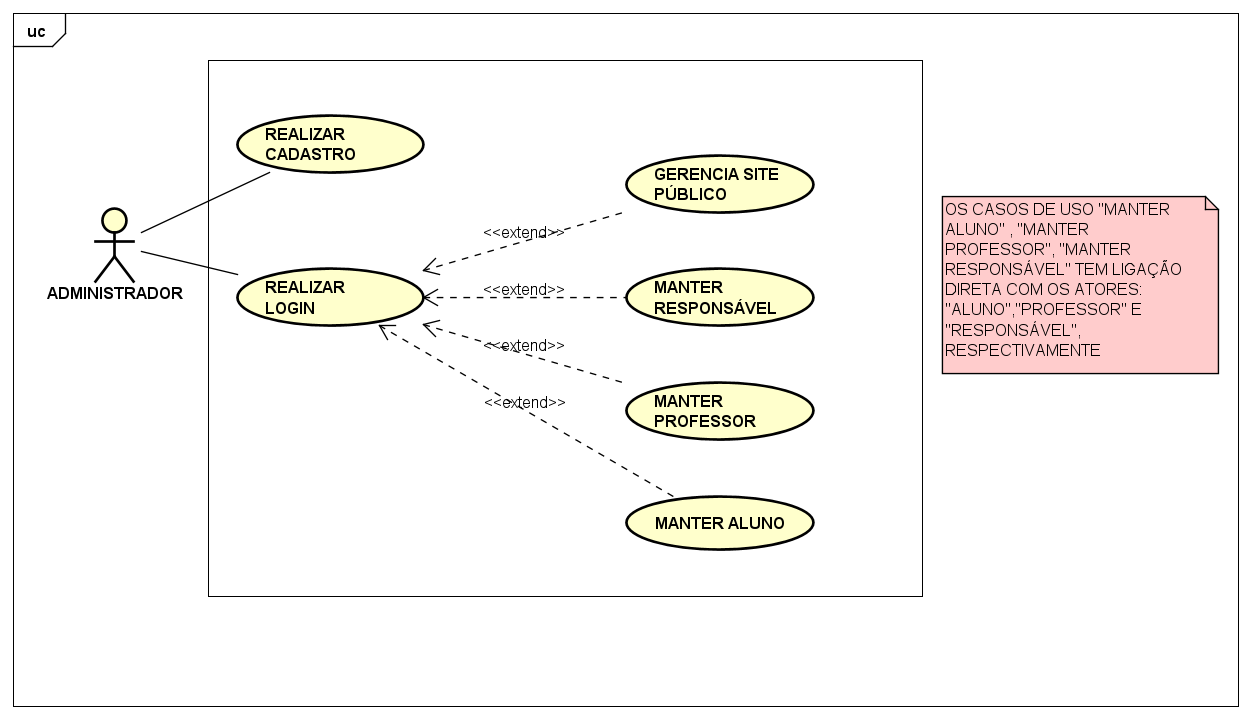 uc
REALIZAR
CADASTRO
GERENCIA SITE
PÚBLICO
<<extend>>
ADMINISTRADOR
REALIZAR
LOGIN
<<extend>>
MANTER
RESPONSÁVEL
<<extend>>
MANTER
PROFESSOR
<<extend>>
MANTER ALUNO
OS CASOS DE USO "MANTER
ALUNO" , "MANTER
PROFESSOR", "MANTER
RESPONSÁVEL" TEM LIGAÇÃO
DIRETA COM OS ATORES:
"ALUNO","PROFESSOR" E
"RESPONSÁVEL",
RESPECTIVAMENTE